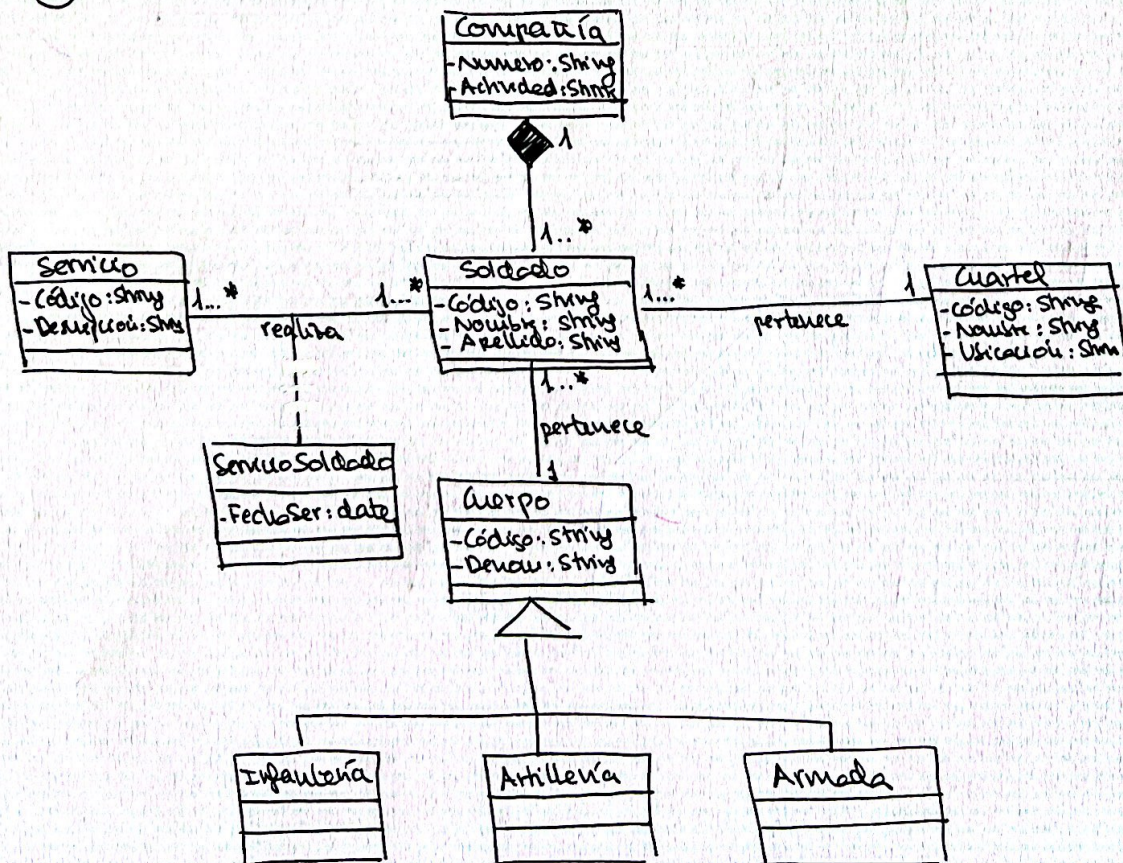 Compañía
-Numero: String
-Actividad: String
1
1..*
Servicio
-Código: String
-Descripción: String
1...*
realiza
1...*
Soldado
-Código: String
-Nombre: String
-Apellido: String
1...*
pertenece
1
Cuartel
-código: String
-Nombre: String
-Ubicación: Strin
1...*
pertenece
1
ServicioSoldado
-FechaSer: date
Cuerpo
-Código: String
-Denom: String
Infantería
Artillería
Armada